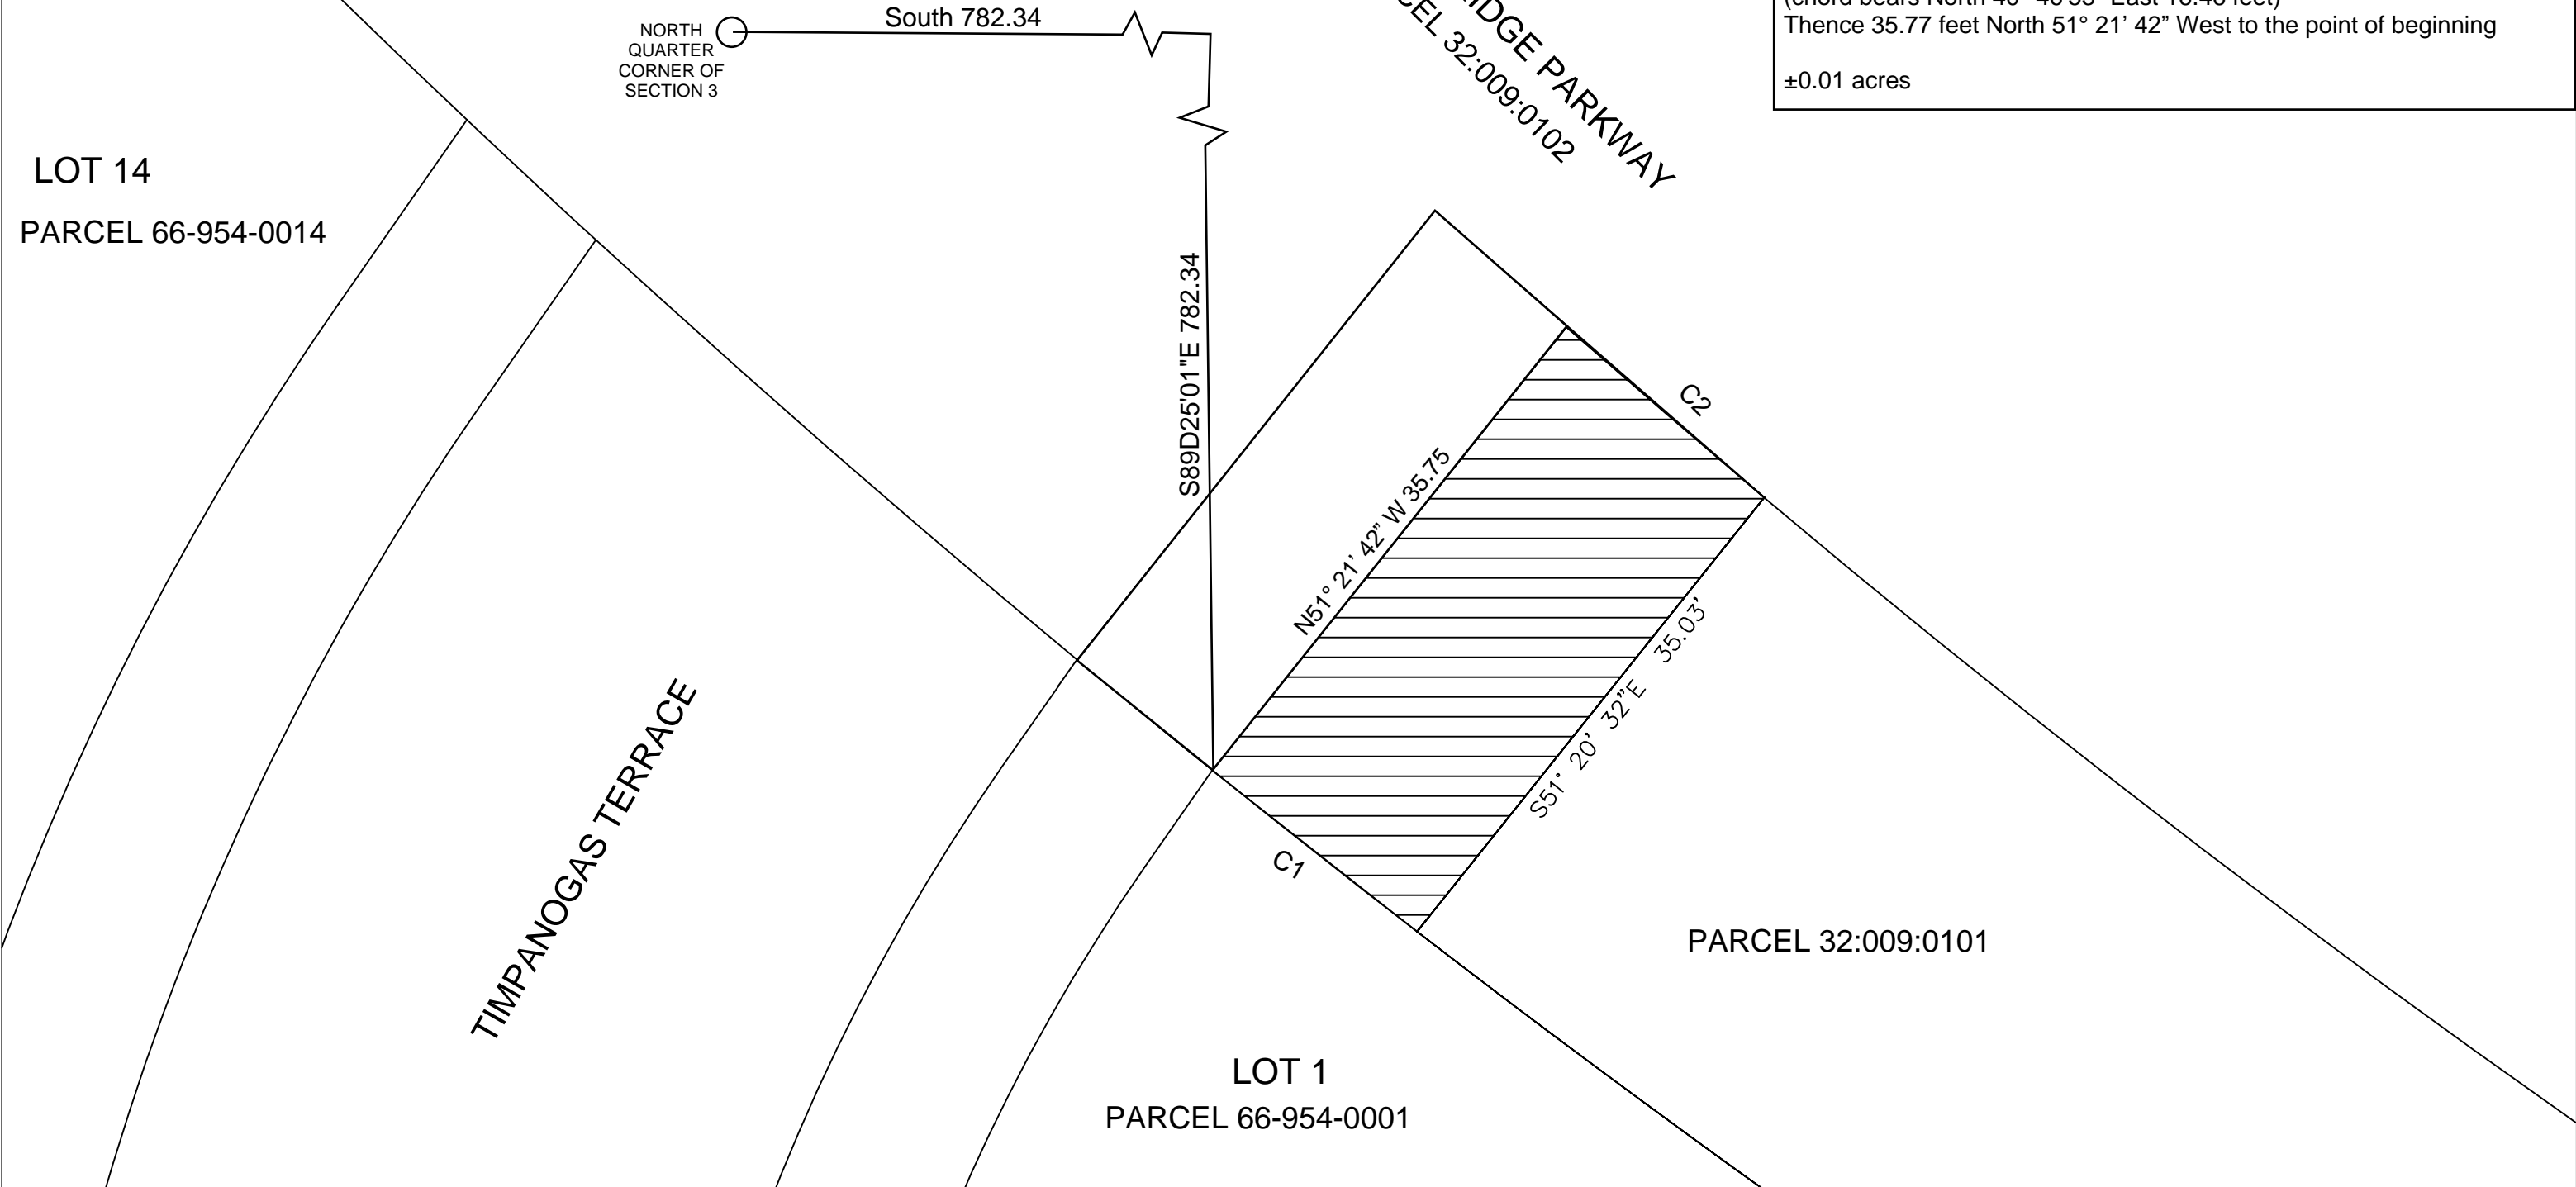 South 782.34
NORTH
QUARTER
CORNER OF
SECTION 3
Thence 35.77 feet North 51° 21’ 42” West to the point of beginning
±0.01 acres
PARKWAY
32:009:0102
LOT 14
PARCEL 66-954-0014
S89D25'01"E 782.34
C2
N51° 21’ 42” W 35.75
S51° 20’ 32”E 35.03’
C1
TIMPANOGAS TERRACE
PARCEL 32:009:0101
LOT 1
PARCEL 66-954-0001